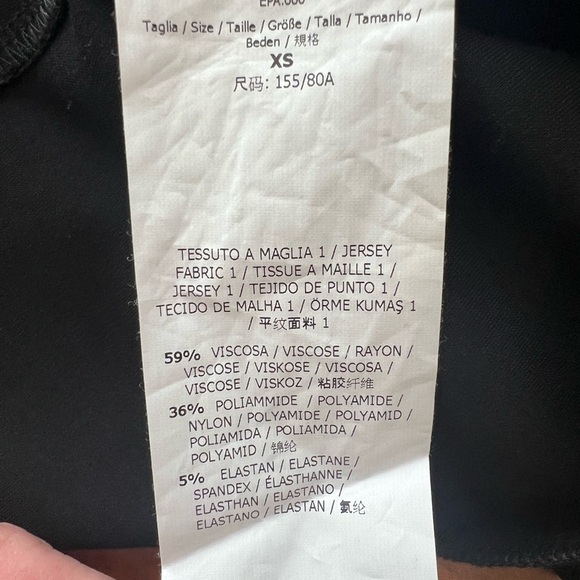 EPA.000
Taglia / Size / Taille / Größe / Talla / Tamanho /
Beden / 規格
XS
尺码: 155/80A
TESSUTO A MAGLIA 1 / JERSEY
FABRIC 1 / TISSUE A MAILLE 1 /
JERSEY 1 / TEJIDO DE PUNTO 1 /
TECIDO DE MALHA 1 / ÖRME KUMAŞ 1
/ 平纹面料 1
59% VISCOSA / VISCOSE / RAYON /
VISCOSE / VISKOSE / VISCOSA /
VISCOSE / VISKOZ / 粘胶纤维
36% POLIAMMIDE / POLYAMIDE /
NYLON / POLYAMIDE / POLYAMID /
POLIAMIDA / POLIAMIDA /
POLYAMID / 锦纶
5% ELASTAN / ELASTANE /
SPANDEX / ÉLASTHANNE /
ELASTHAN / ELASTANO /
ELASTANO / ELASTAN / 氨纶